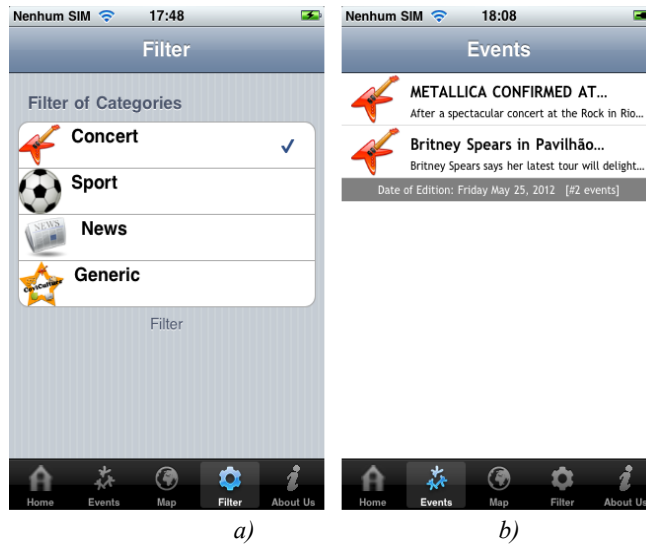 Nenhum SIM 17:48
Filter
Filter of Categories
Concert
Sport
NEWS
News
Generic
Filter
Home Events Map Filter About Us
a)
Nenhum SIM 18:08
Events
METALLICA CONFIRMED AT...
After a spectacular concert at the Rock in Rio...
Britney Spears in Pavilhão...
Britney Spears says her latest tour will delight...
Date of Edition: Friday May 25, 2012 [#2 events]
Home Events Map Filter About Us
b)